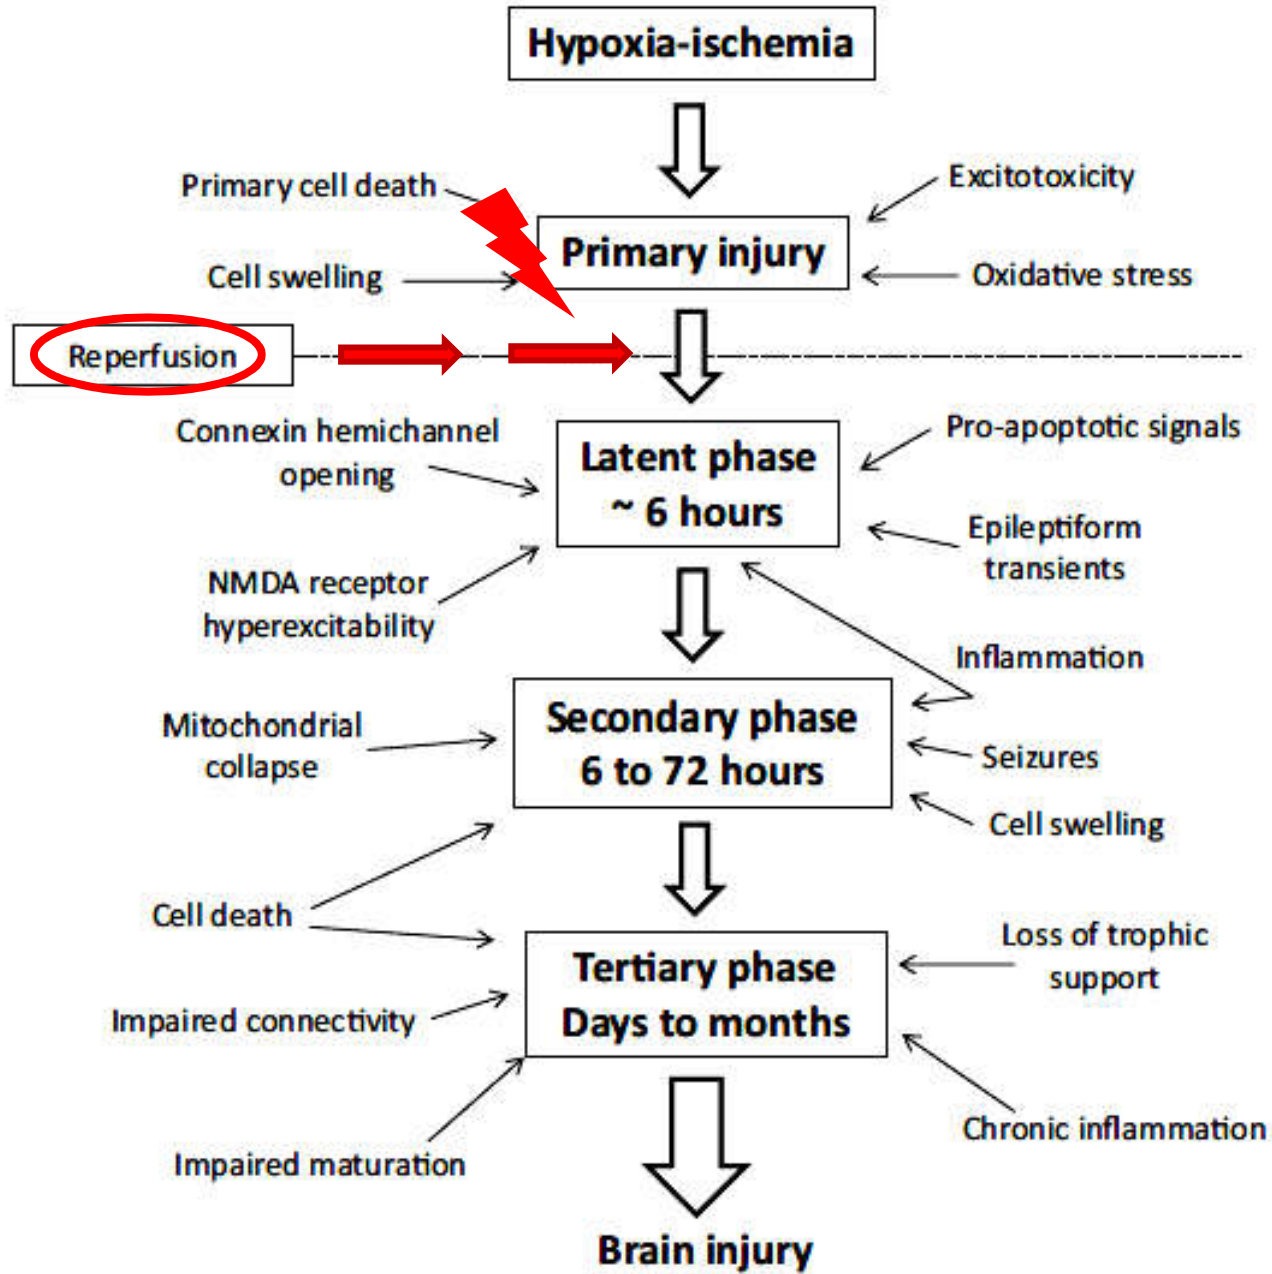 Hypoxia-ischemia
Primary cell death
Excitotoxicity
Primary injury
Cell swelling
Oxidative stress
Reperfusion
Connexin hemichannel
opening
Pro-apoptotic signals
Latent phase
~ 6 hours
Epileptiform
transients
NMDA receptor
hyperexcitability
Inflammation
Mitochondrial
collapse
Secondary phase
6 to 72 hours
Seizures
Cell swelling
Cell death
Loss of trophic
support
Tertiary phase
Days to months
Impaired connectivity
Chronic inflammation
Impaired maturation
Brain injury